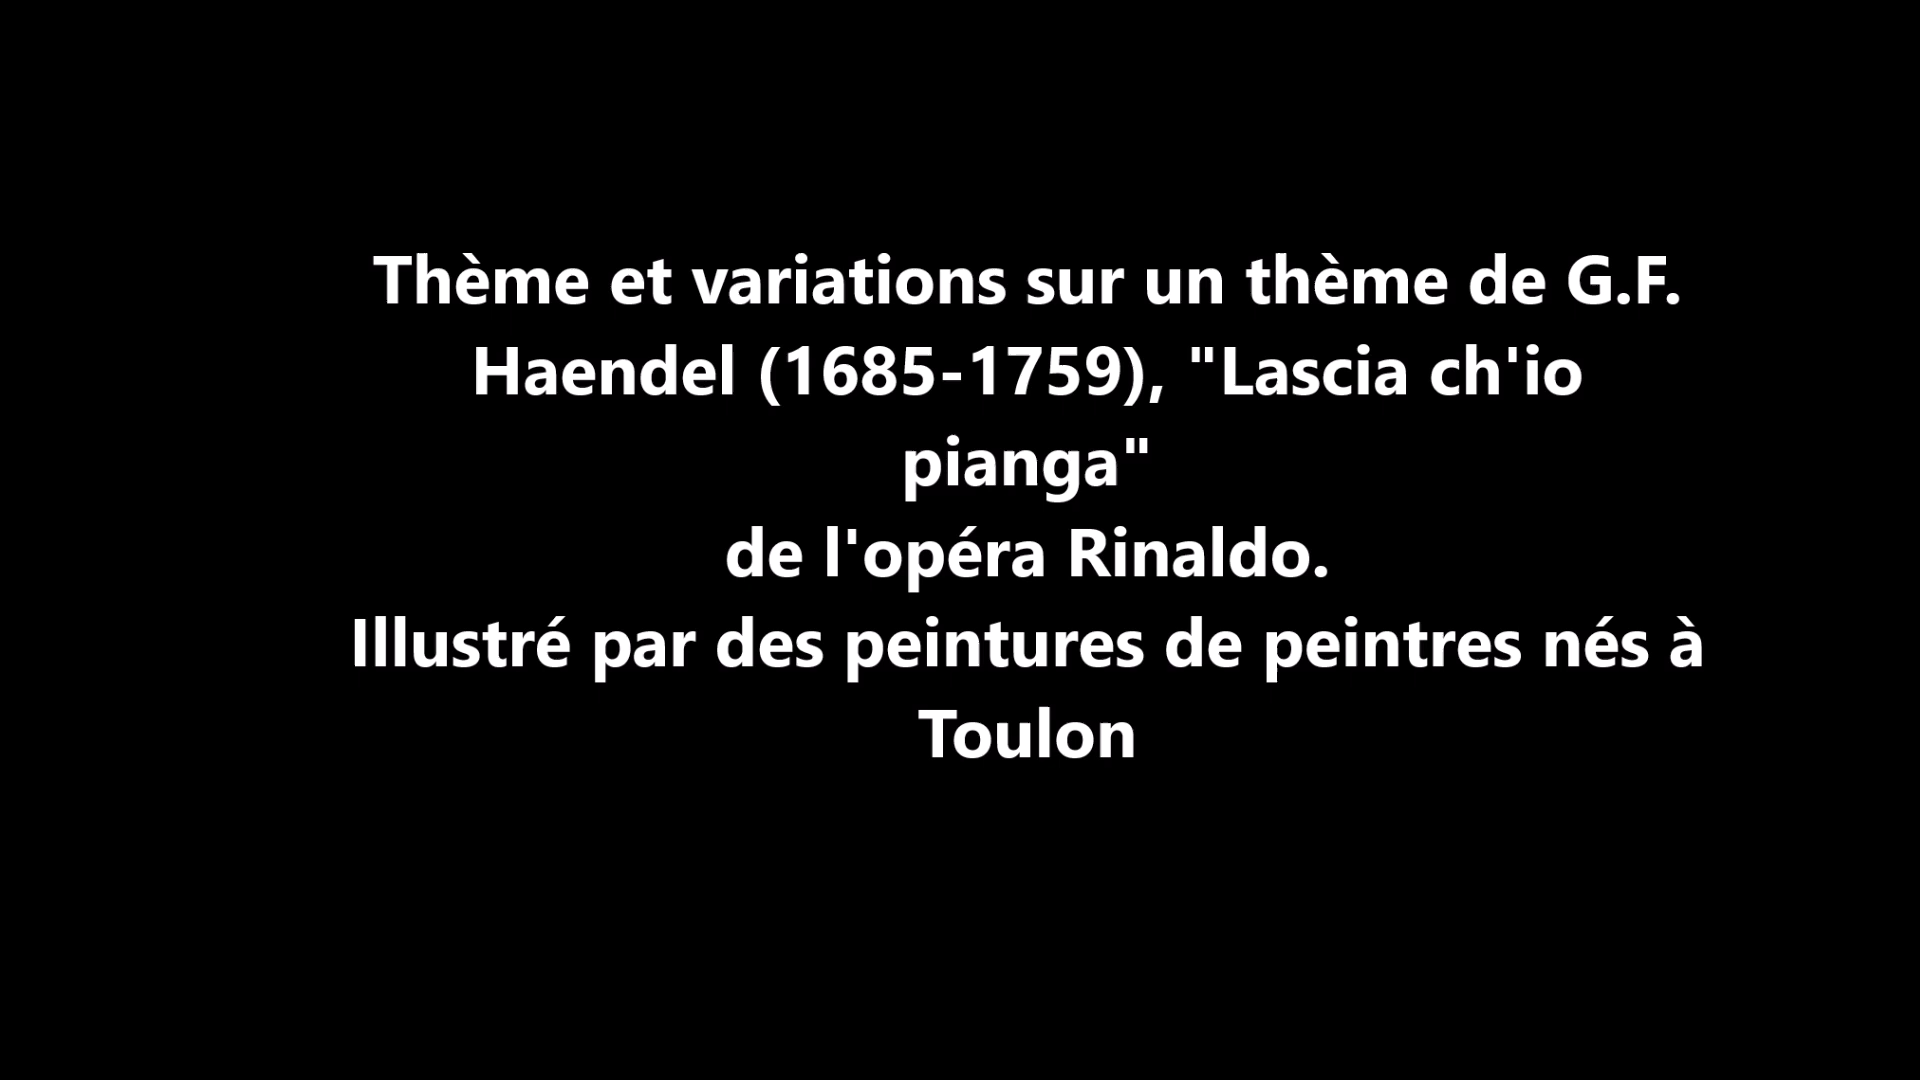 Thème et variations sur un thème de G.F.
Haendel (1685-1759), "Lascia ch'io
pianga"
de l'opéra Rinaldo.
Illustré par des peintures de peintres nés à
Toulon